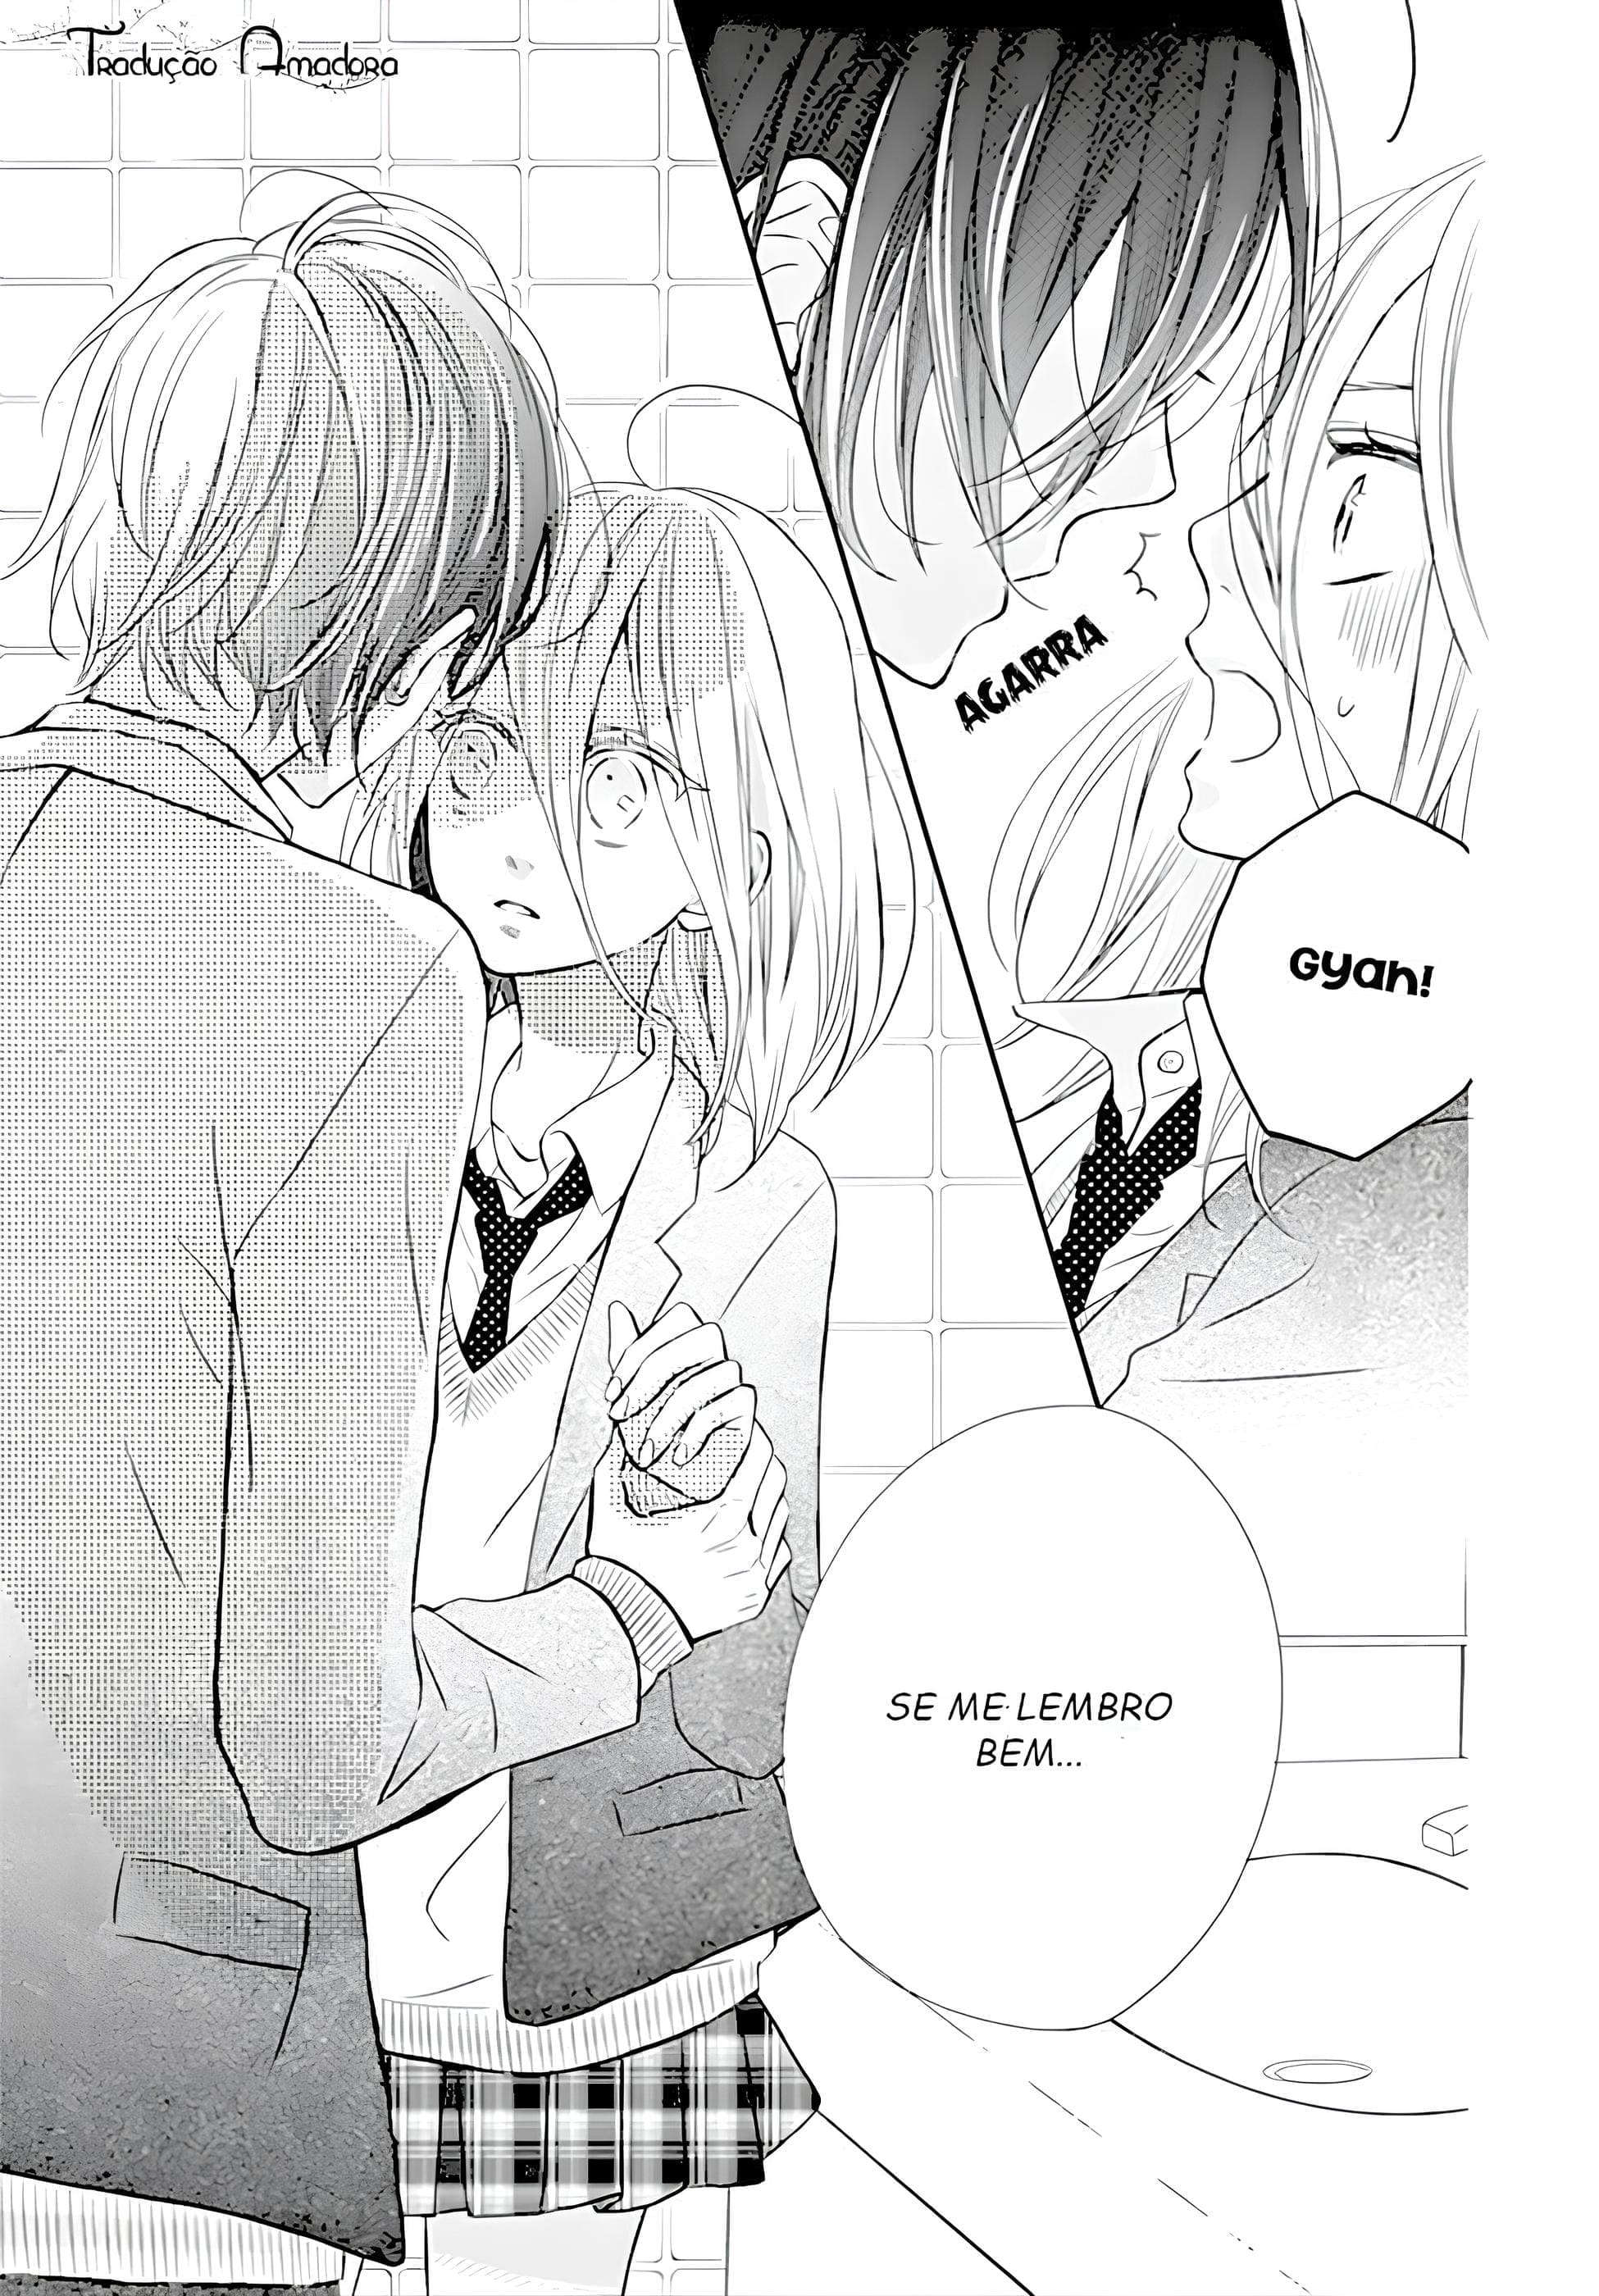 Tradução Amadora
AGARRA
Gyah!
SE ME LEMBRO
BEM...